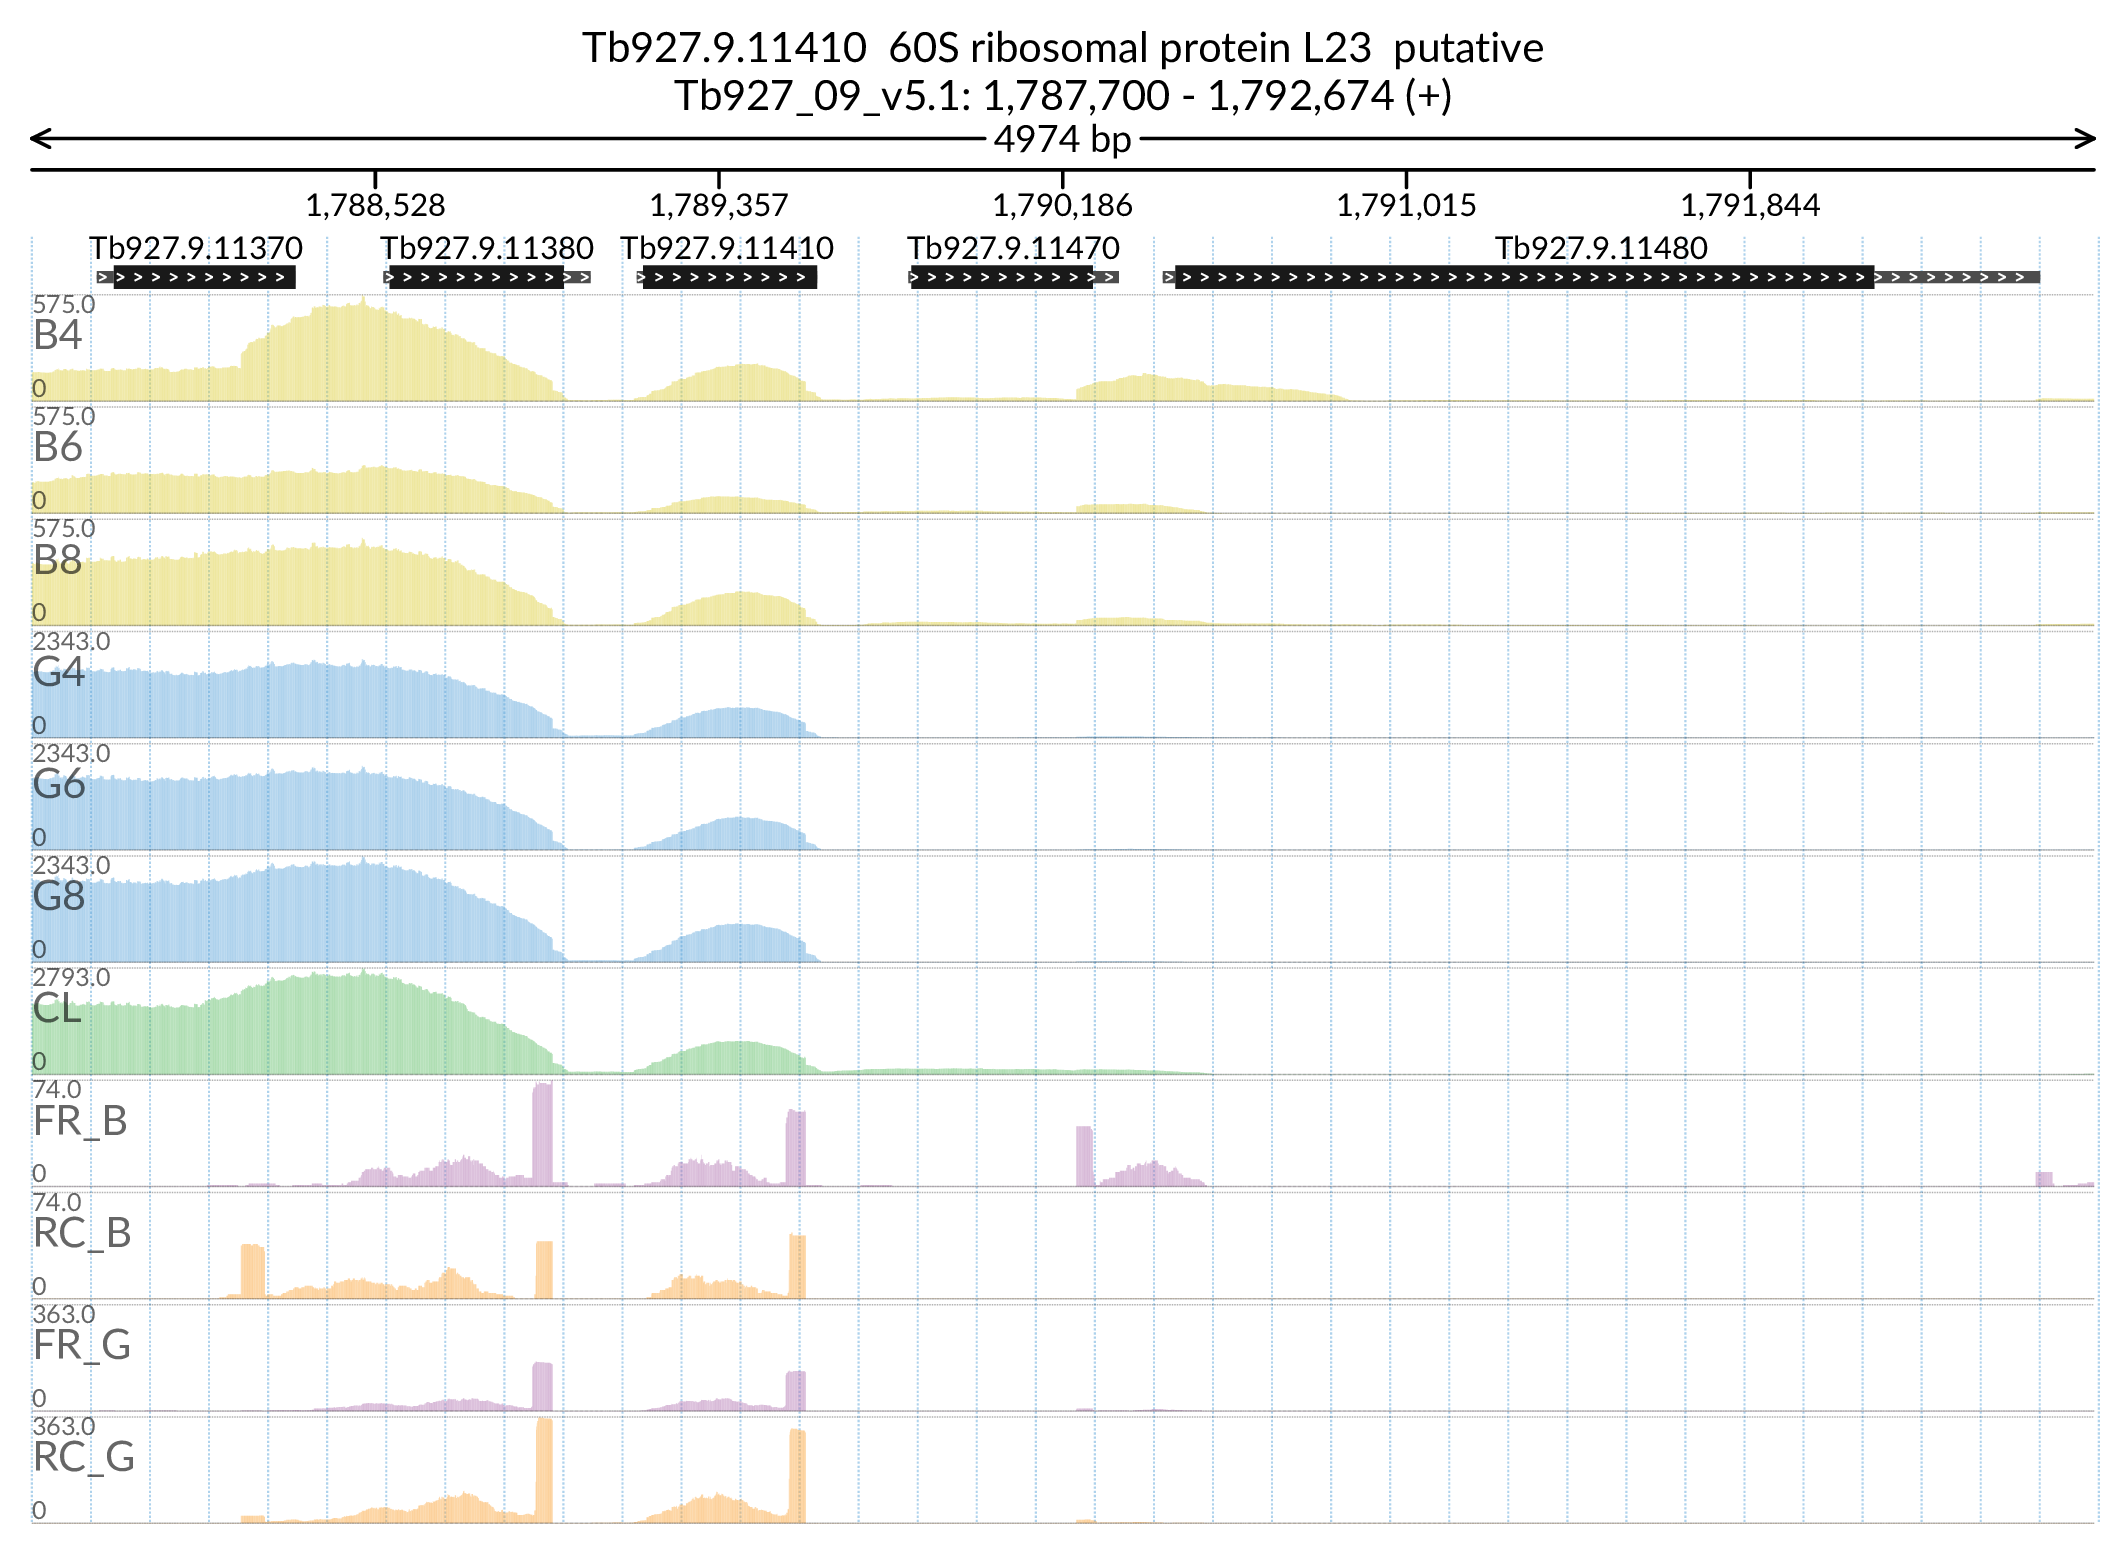 Tb927.9.11410 60S ribosomal protein L23 putative
Tb927_09_v5.1: 1,787,700 - 1,792,674 (+)
4974 bp
1,788,528 1,789,357 1,790,186 1,791,015 1,791,844
Tb927.9.11370 Tb927.9.11380 Tb927.9.11410 Tb927.9.11470 Tb927.9.11480
575.0
B4
0
575.0
B6
0
575.0
B8
0
2343.0
G4
0
2343.0
G6
0
2343.0
G8
0
2793.0
CL
0
74.0
FR_B
0
74.0
RC_B
0
363.0
FR_G
0
363.0
RC_G
0